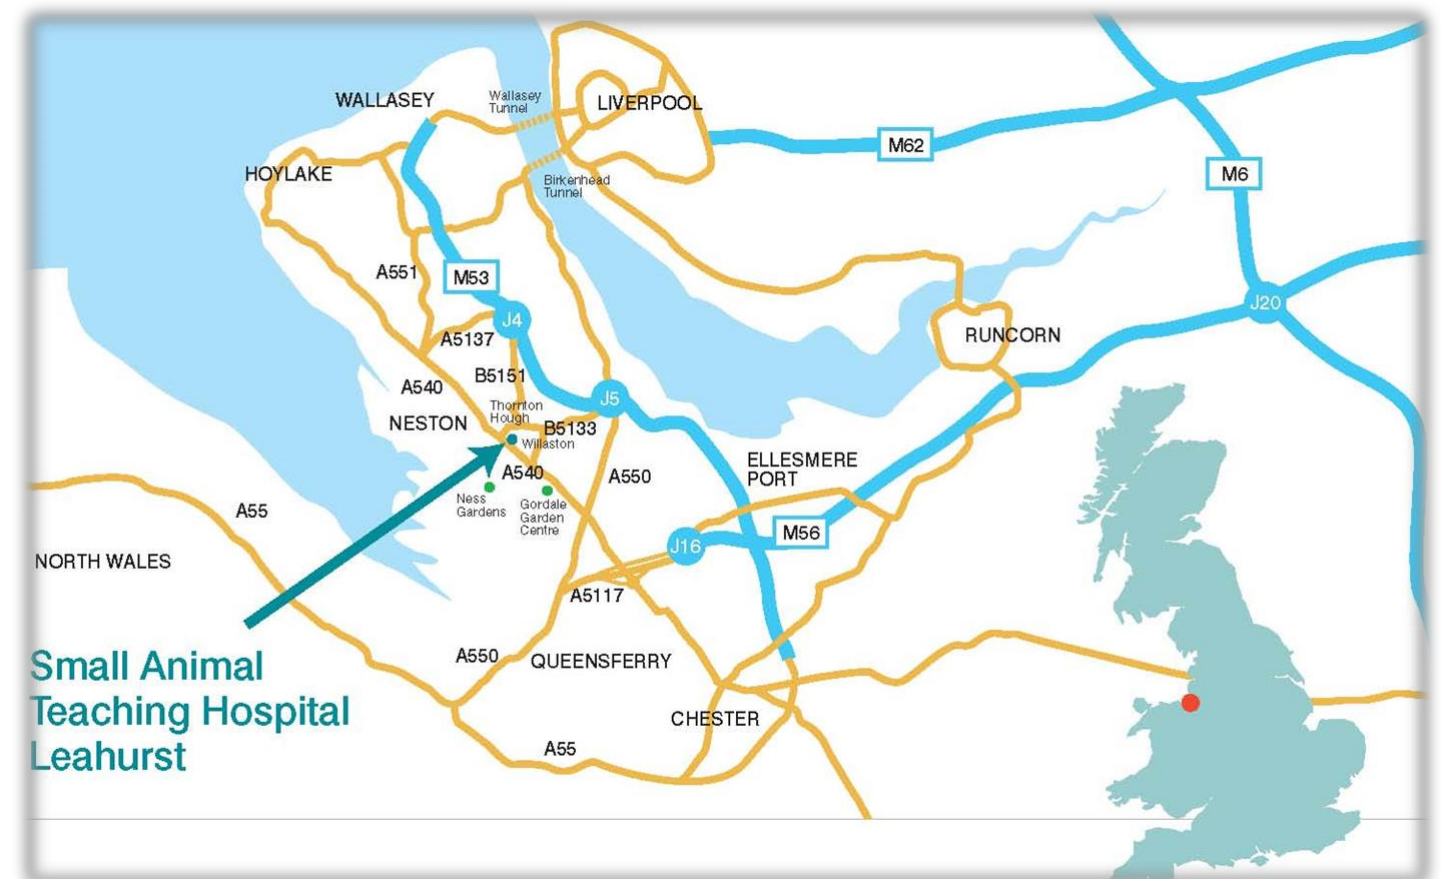 WALLASEY
Wallasey
Tunnel
LIVERPOOL
M62
M6
HOYLAKE
Birkenhead
Tunnel
A551
M53
J4
J20
A5137
RUNCORN
A540
B5151
J5
NESTON
Thornton
Hough
B5133
Willaston
A540
A550
ELLESMERE
PORT
Ness
Gardens
Gordale
Garden
Centre
A55
M56
J16
NORTH WALES
A5117
A550
QUEENSFERRY
Small Animal
Teaching Hospital
Leahurst
CHESTER
A55